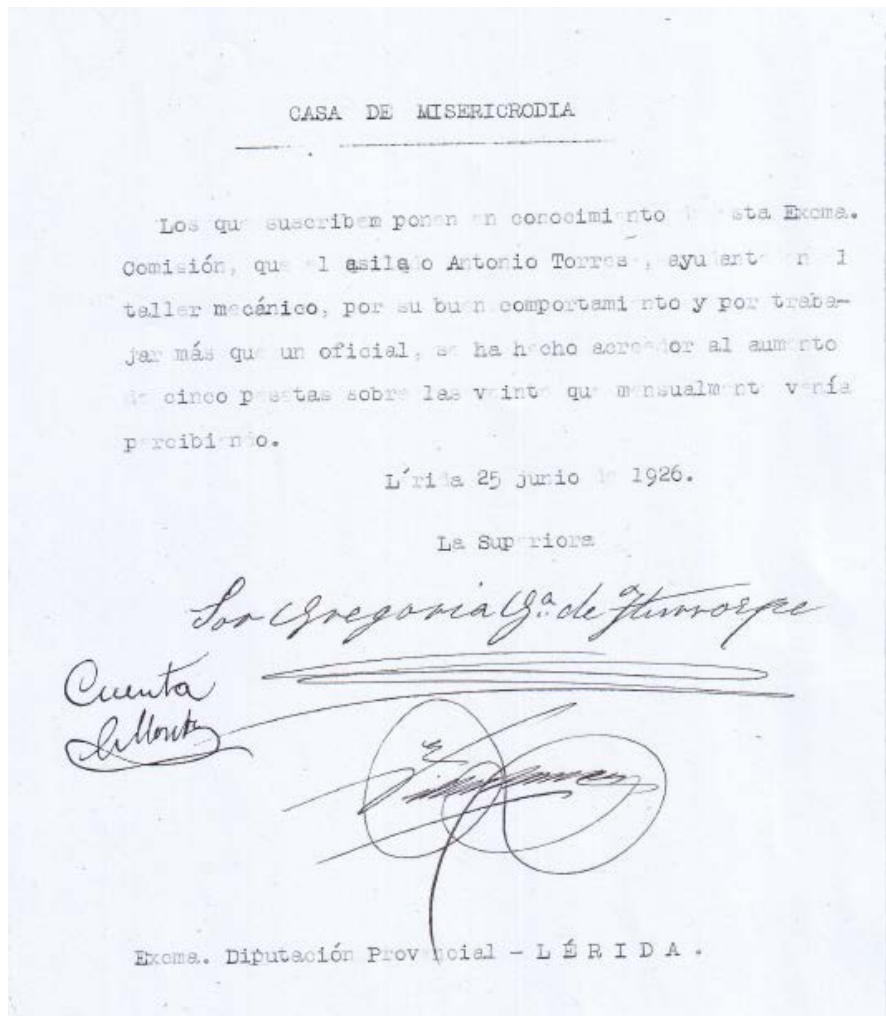 CASA DE MISERICRODIA
Los que suscriben ponen en conocimiento de esta Excma.
Comisión, que el asilado Antonio Torres, ayudante en el
taller mecánico, por su buen comportamiento y por traba-
jar más que un oficial, se ha hecho acreedor al aumento
de cinco pesetas sobre las veinte que mensualmente venía
percibiendo.
Lérida 25 junio de 1926.
La Superiora
Sor Gregoria Gª de
Cuenta
Excma. Diputación Provincial - LÉRIDA.